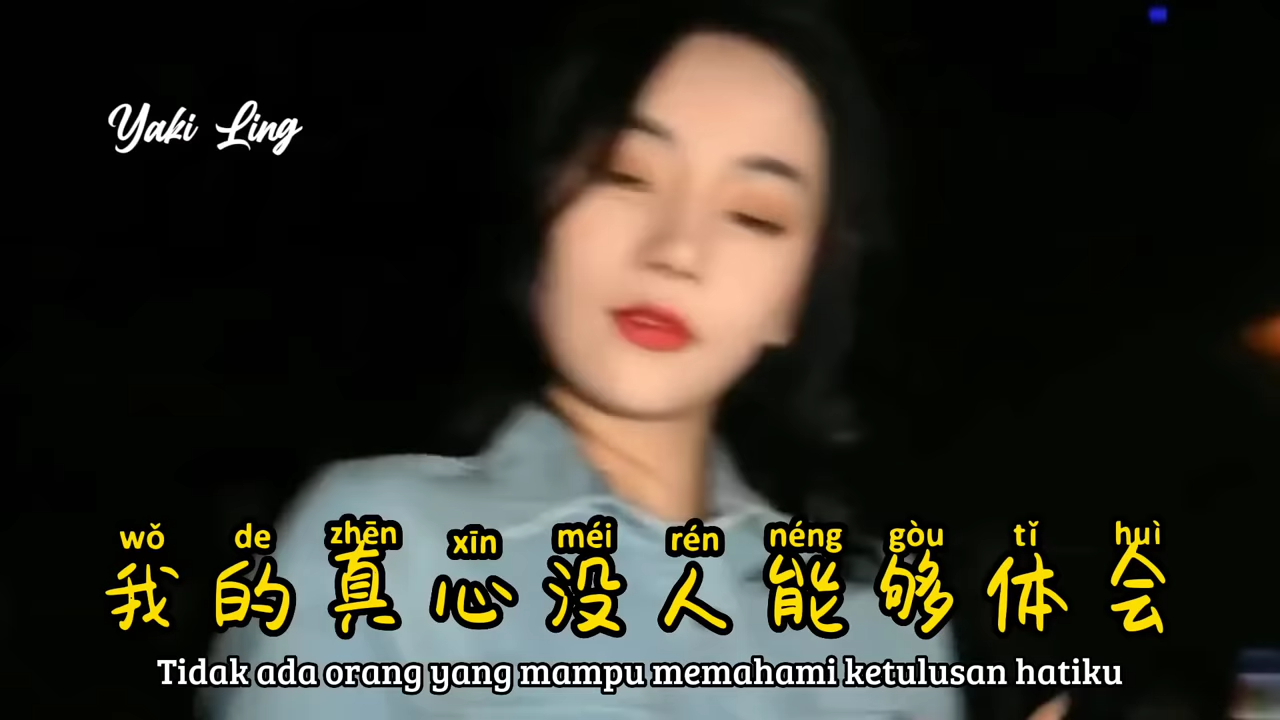 Yaki Ling
wǒ de zhēn xīn méi rén néng gòu tǐ huì
我的真心没人能够体会
Tidak ada orang yang mampu memahami ketulusan hatiku